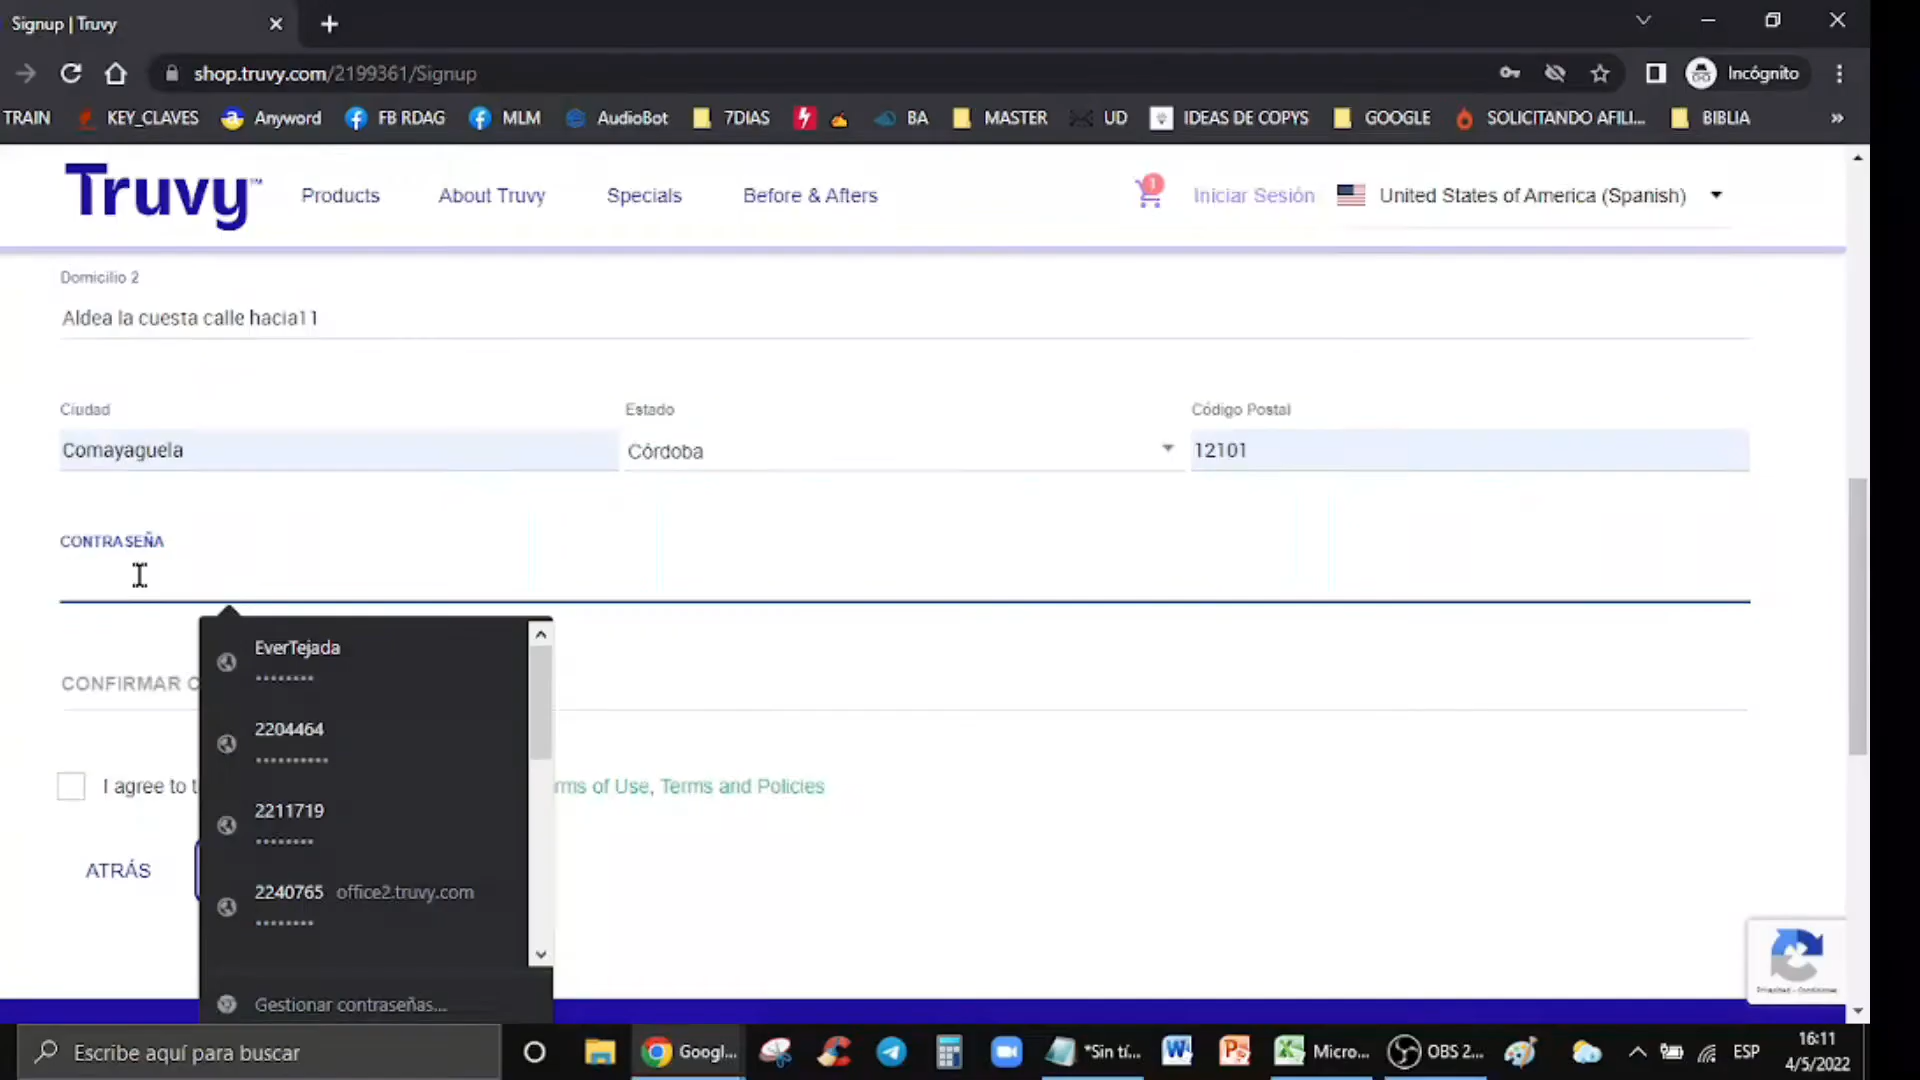 Signup | Truvy
shop.truvy.com/2199361/Signup
Incógnito
TRAIN KEY_CLAVES Anyword FB RDAG MLM AudioBot 7DIAS BA MASTER UD IDEAS DE COPYS GOOGLE SOLICITANDO AFILI... BIBLIA »
Truvy™ Products About Truvy Specials Before & Afters 1 Iniciar Sesión United States of America (Spanish)
Domicilio 2
Aldea la cuesta calle hacia11
Ciudad Estado Código Postal
Comayaguela Córdoba 12101
CONTRASEÑA
EverTejada
••••••••
CONFIRMAR C
2204464
••••••••••
I agree to t rms of Use, Terms and Policies
2211719
••••••••
ATRÁS
2240765 office2.truvy.com
••••••••
Privacidad - Condiciones
Gestionar contraseñas...
Escribe aquí para buscar Googl... *Sin tí... Micro... OBS 2... ESP 16:11
4/5/2022